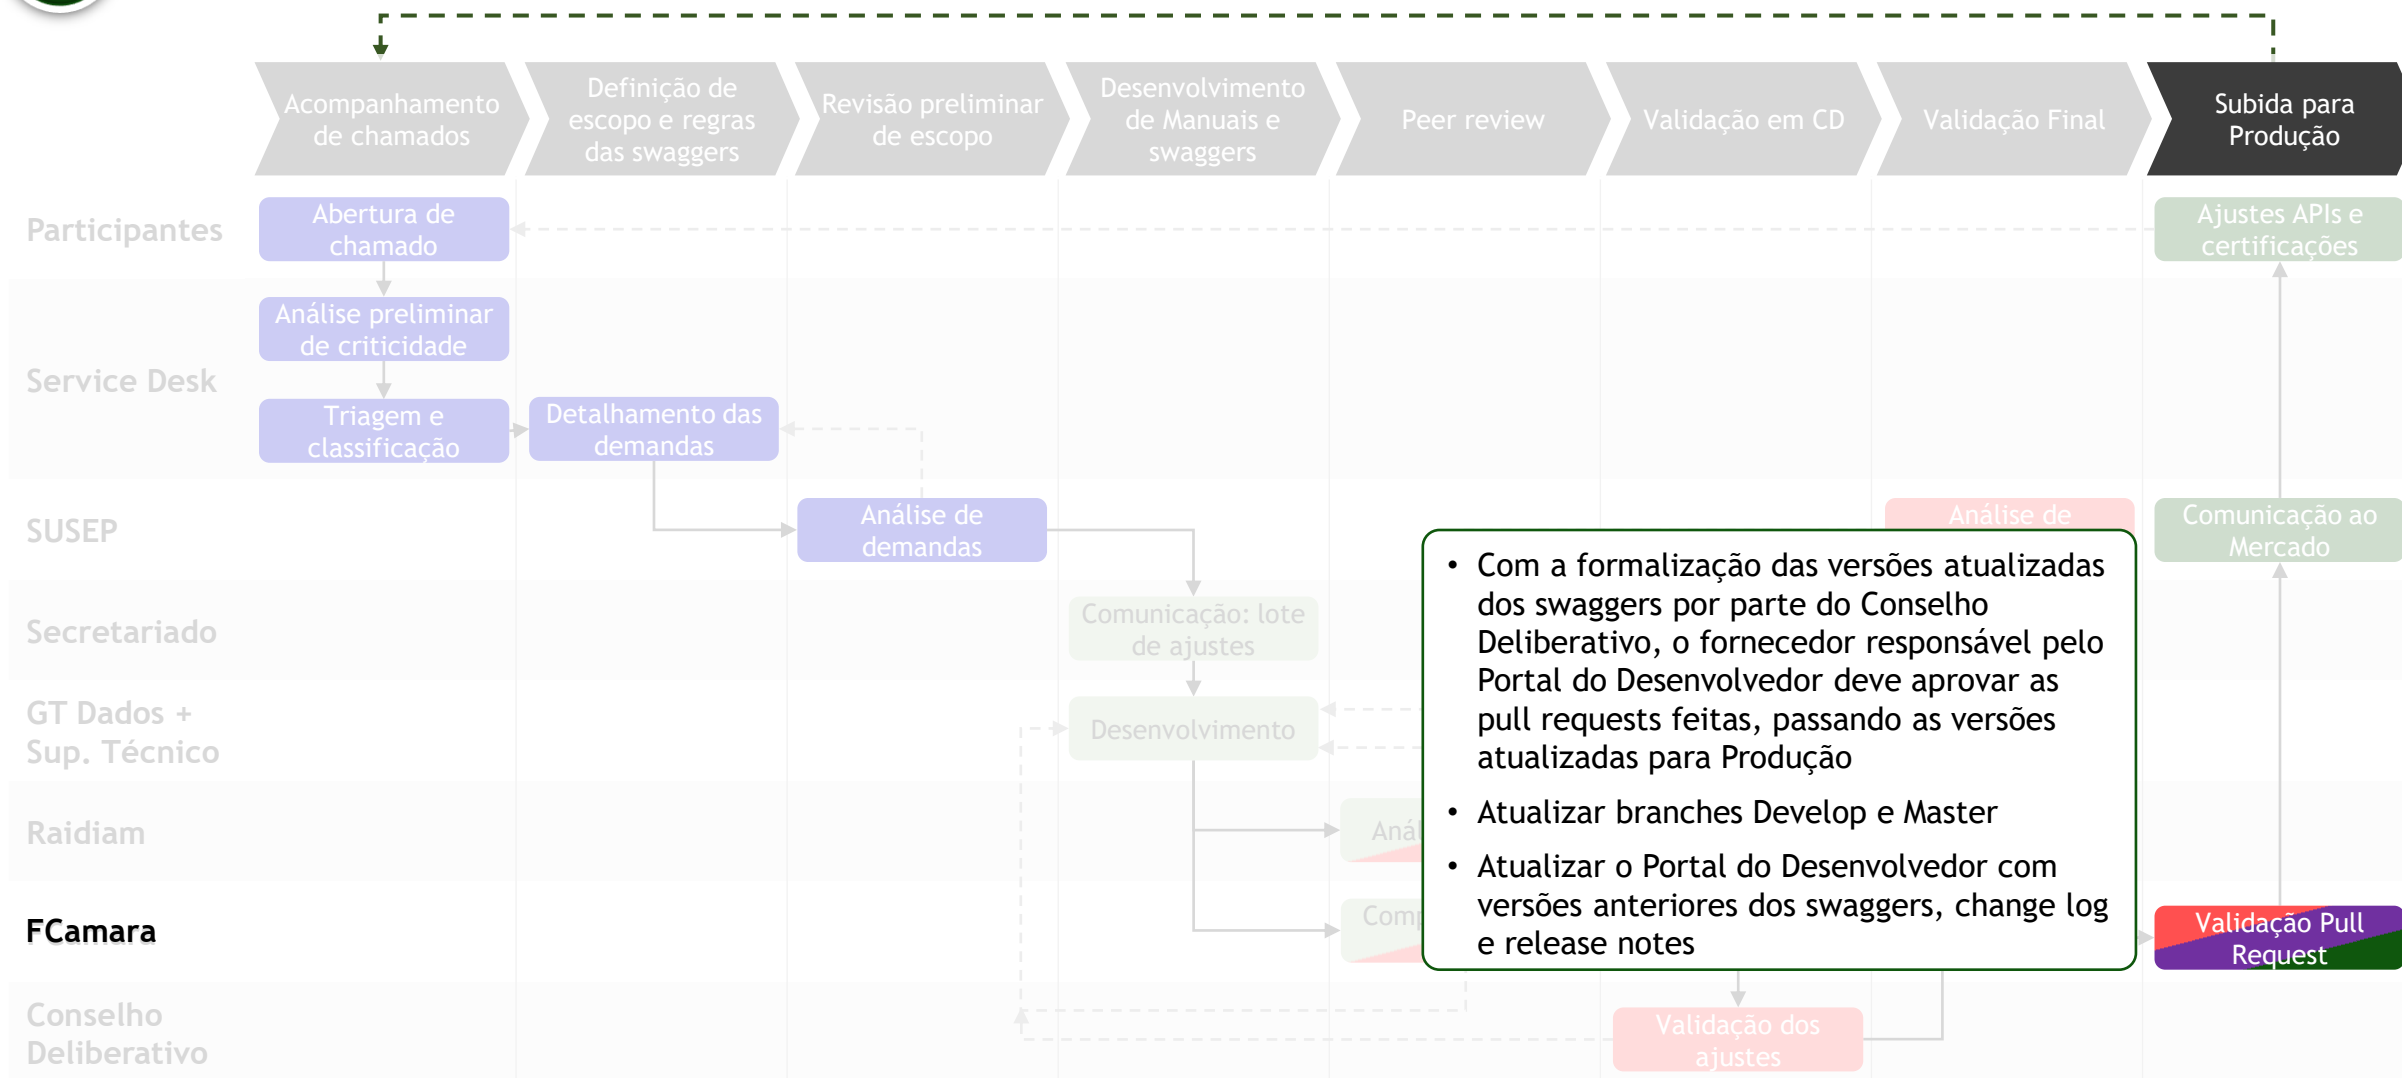 Acompanhamento
de chamados
Definição de
escopo e regras
das swaggers
Revisão preliminar
de escopo
Desenvolvimento
de Manuais e
swaggers
Peer review
Validação em CD
Validação Final
Subida para
Produção
Participantes
Abertura de
chamado
Ajustes APIs e
certificações
Service Desk
Análise preliminar
de criticidade
Triagem e
classificação
Detalhamento das
demandas
SUSEP
Análise de
demandas
Análise de
Comunicação ao
Mercado
Secretariado
Comunicação: lote
de ajustes
GT Dados +
Sup. Técnico
Desenvolvimento
Raidiam
FCamara
• Com a formalização das versões atualizadas
dos swaggers por parte do Conselho
Deliberativo, o fornecedor responsável pelo
Portal do Desenvolvedor deve aprovar as
pull requests feitas, passando as versões
atualizadas para Produção
• Atualizar branches Develop e Master
• Atualizar o Portal do Desenvolvedor com
versões anteriores dos swaggers, change log
e release notes
Validação Pull
Request
Conselho
Deliberativo
Validação dos
ajustes